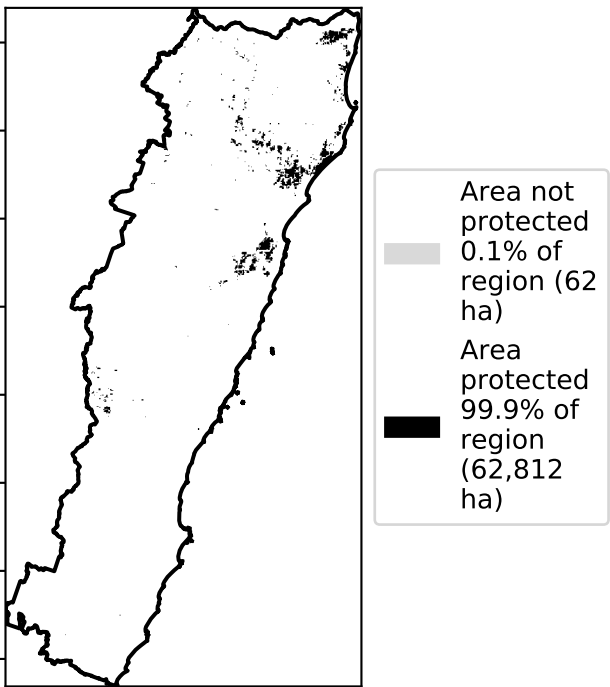 Area not
protected
0.1% of
region (62
ha)
Area
protected
99.9% of
region
(62,812
ha)